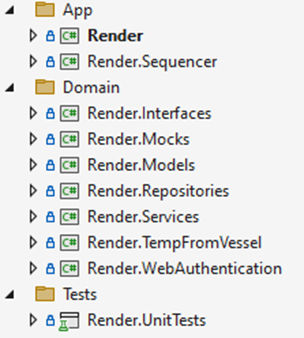 App
C# Render
C# Render.Sequencer
Domain
C# Render.Interfaces
C# Render.Mocks
C# Render.Models
C# Render.Repositories
C# Render.Services
C# Render.TempFromVessel
C# Render.WebAuthentication
Tests
Render.UnitTests